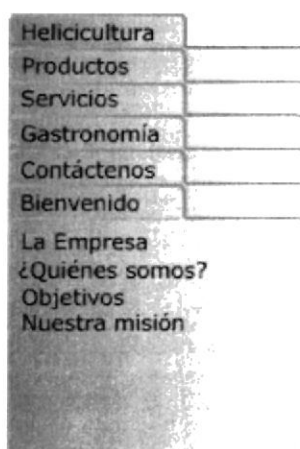 Helicicultura
Productos
Servicios
Gastronomía
Contáctenos
Bienvenido
La Empresa
¿Quiénes somos?
Objetivos
Nuestra misión